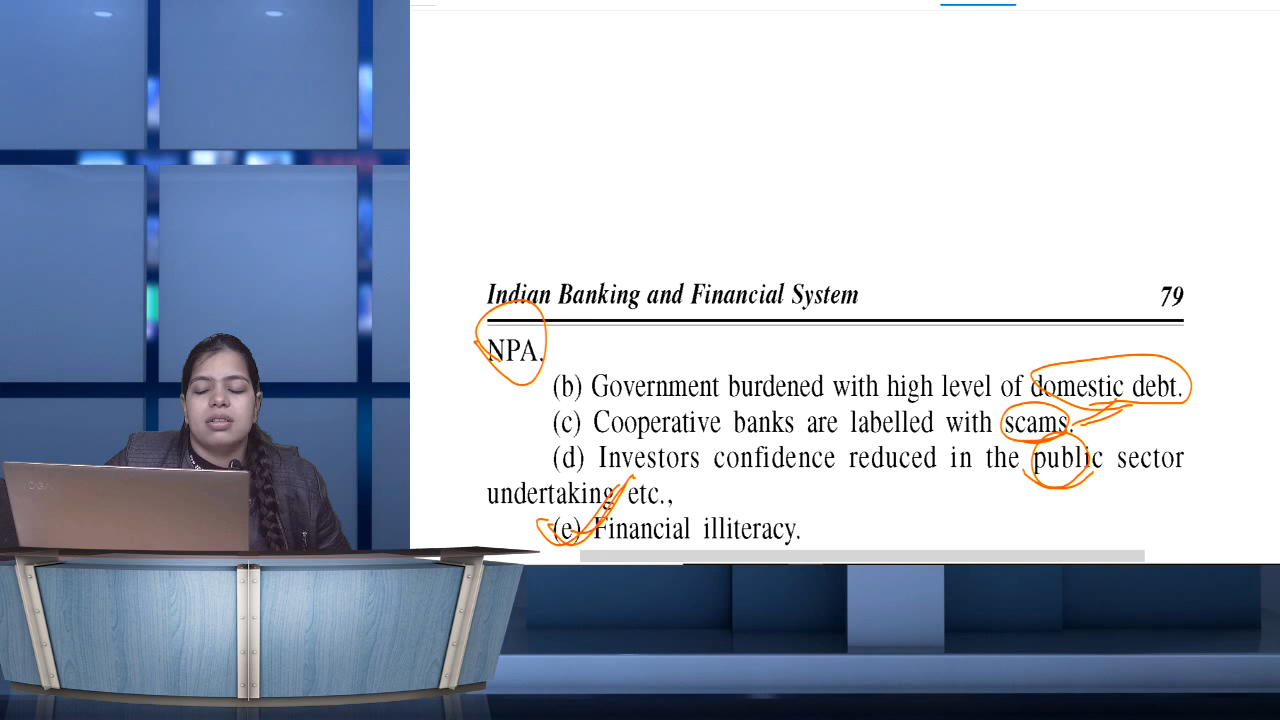 Indian Banking and Financial System 79
NPA.
(b) Government burdened with high level of domestic debt.
(c) Cooperative banks are labelled with scams.
(d) Investors confidence reduced in the public sector
undertaking etc.,
(e) Financial illiteracy.